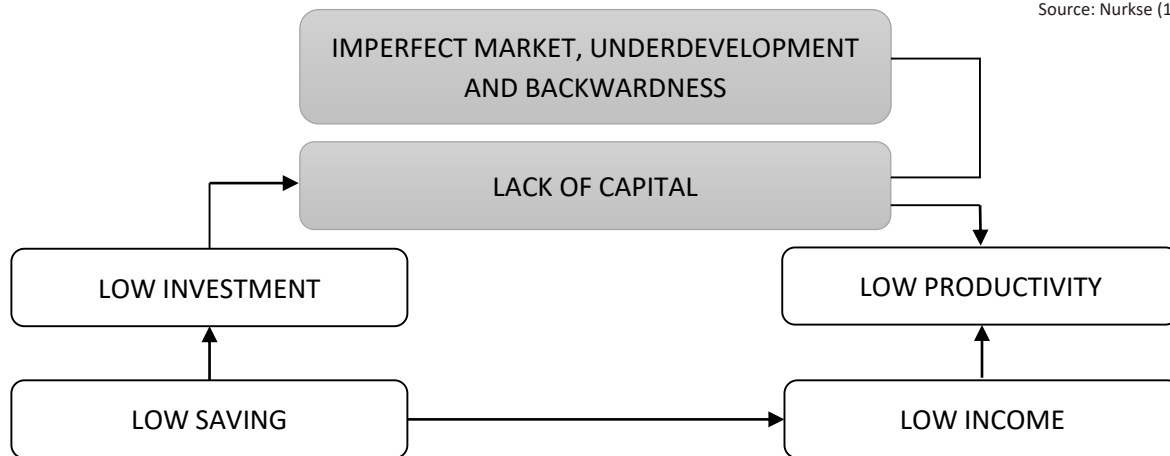 Source: Nurkse (1
IMPERFECT MARKET, UNDERDEVELOPMENT
AND BACKWARDNESS
LACK OF CAPITAL
LOW INVESTMENT
LOW PRODUCTIVITY
LOW SAVING
LOW INCOME